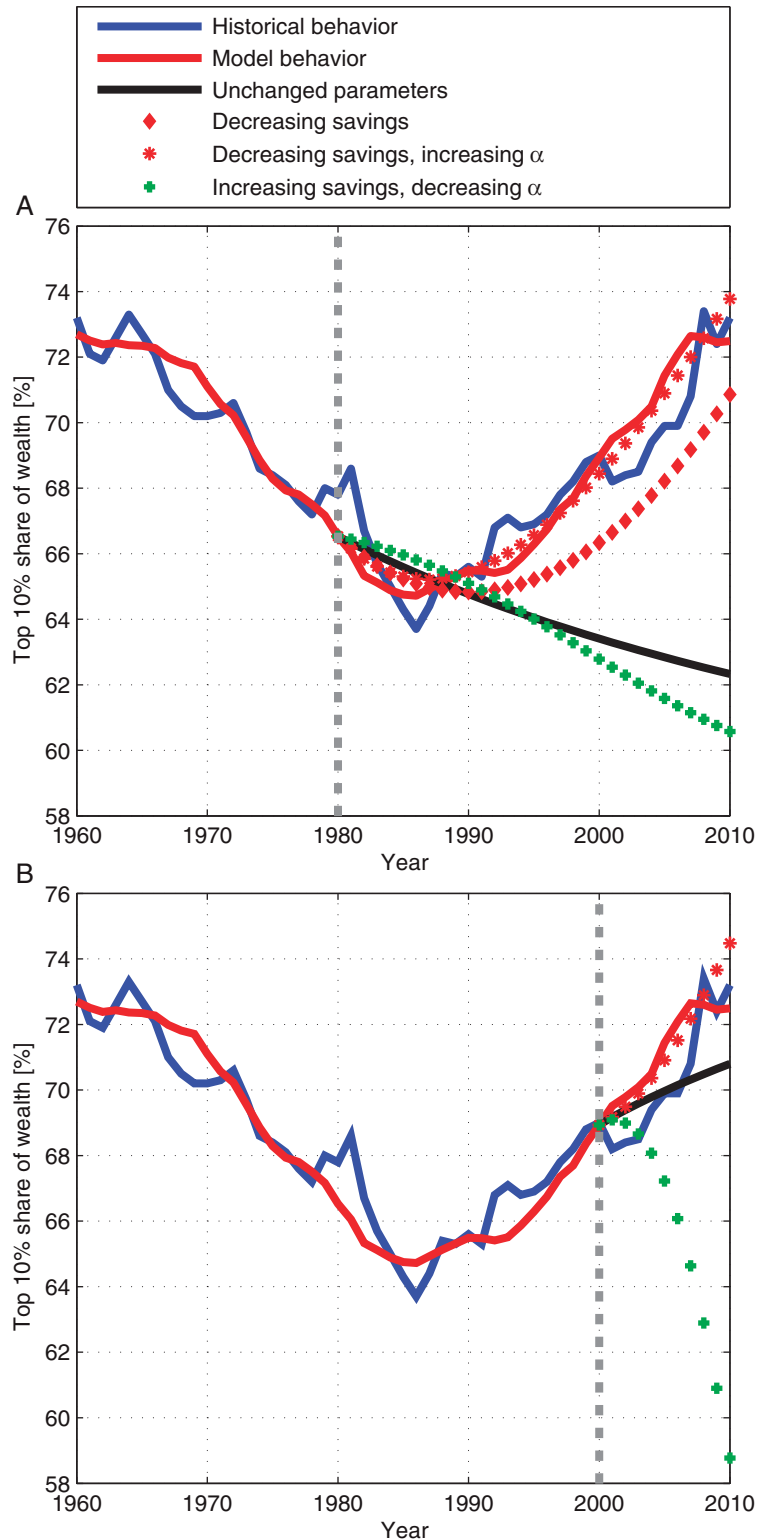 Historical behavior
Model behavior
Unchanged parameters
Decreasing savings
Decreasing savings, increasing α
Increasing savings, decreasing α
A
76
74
72
70
68
66
64
62
60
58
Top 10% share of wealth [%]
1960 1970 1980 1990 2000 2010
Year
B
76
74
72
70
68
66
64
62
60
58
Top 10% share of wealth [%]
1960 1970 1980 1990 2000 2010
Year